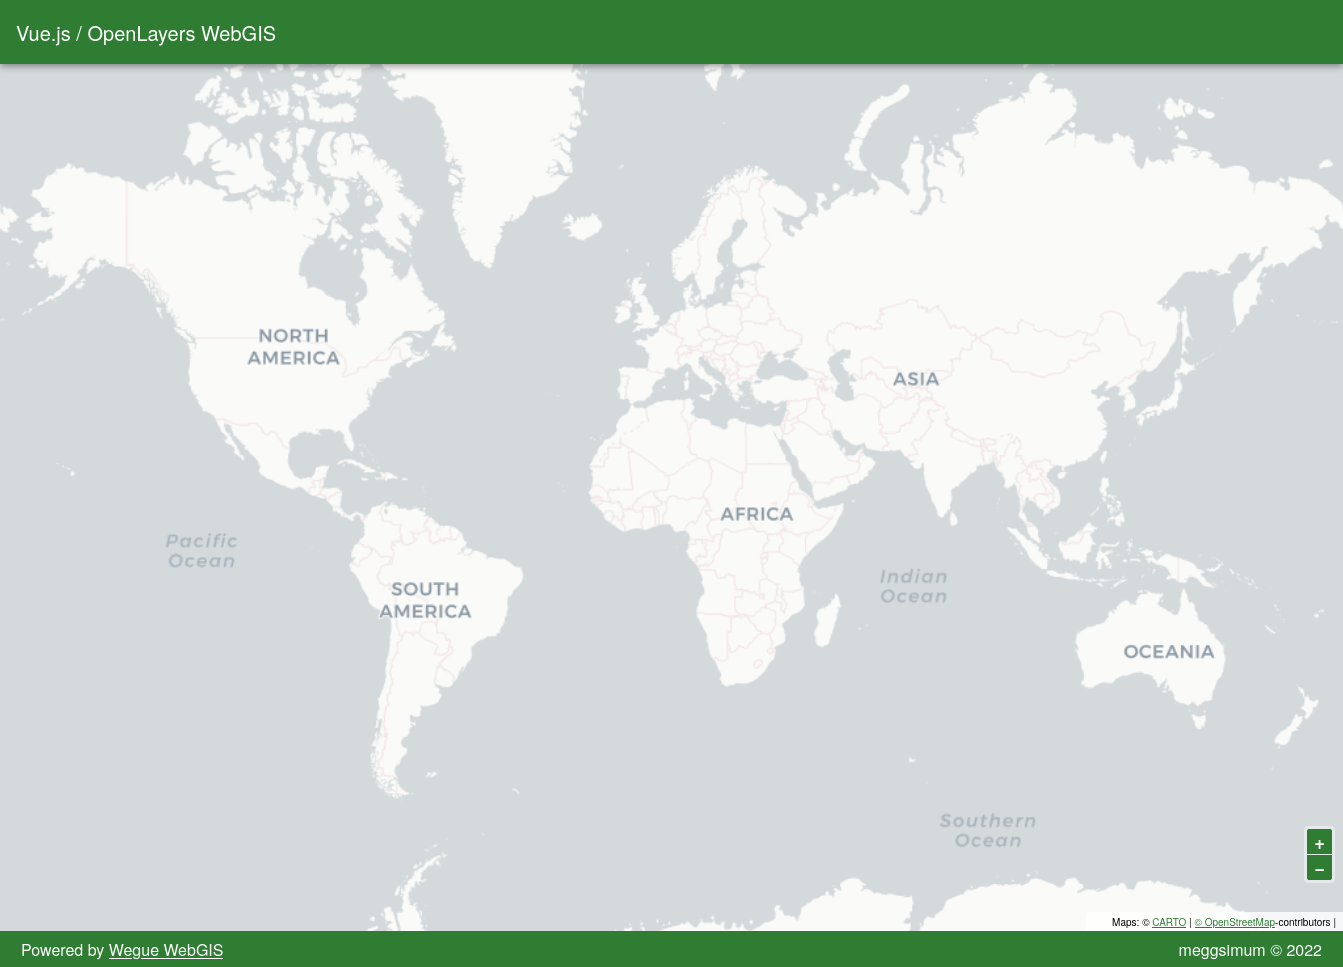 Vue.js / OpenLayers WebGIS
NORTH
AMERICA
ASIA
AFRICA
Pacific
Ocean
Indian
Ocean
SOUTH
AMERICA
OCEANIA
Southern
Ocean
+
−
Maps: © CARTO | © OpenStreetMap-contributors |
Powered by Wegue WebGIS
meggsimum © 2022